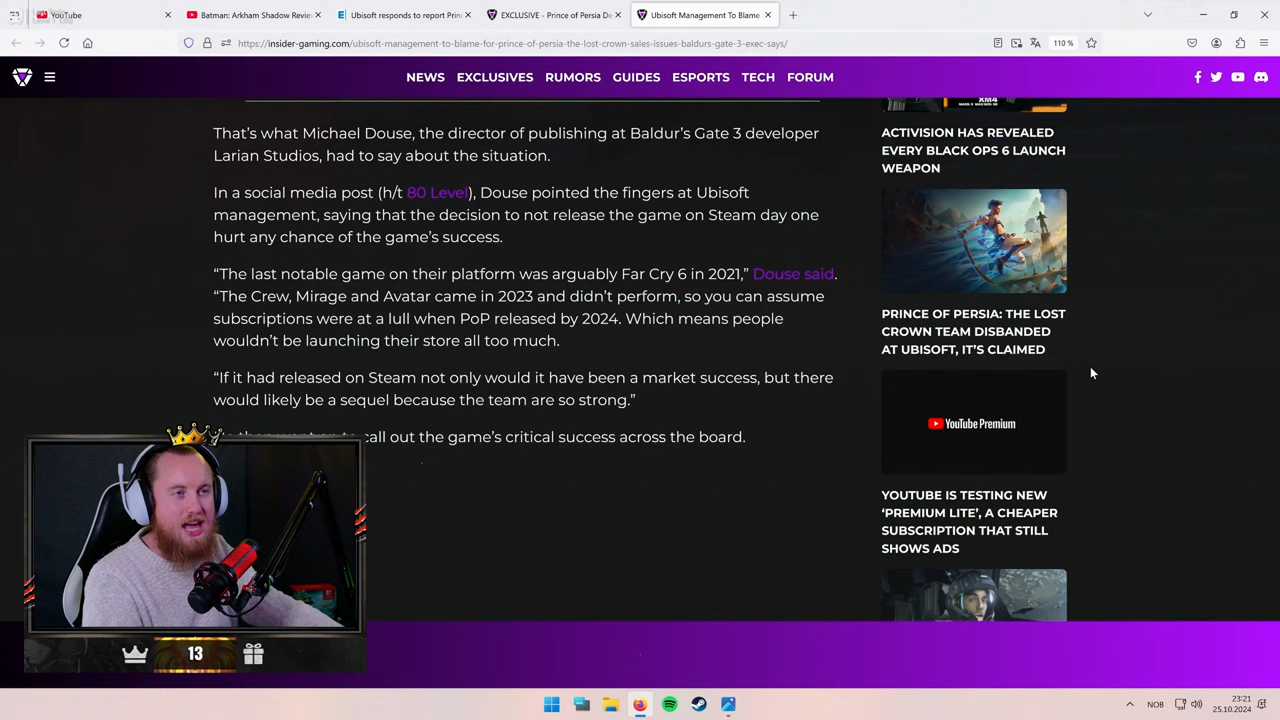 YouTube
Batman: Arkham Shadow Revie
Ubisoft responds to report Princ
EXCLUSIVE - Prince of Persia De
Ubisoft Management To Blame
https://insider-gaming.com/ubisoft-management-to-blame-for-prince-of-persia-the-lost-crown-sales-issues-baldurs-gate-3-exec-says/
110 %
NEWS EXCLUSIVES RUMORS GUIDES ESPORTS TECH FORUM
That's what Michael Douse, the director of publishing at Baldur's Gate 3 developer
Larian Studios, had to say about the situation.
In a social media post (h/t 80 Level), Douse pointed the fingers at Ubisoft
management, saying that the decision to not release the game on Steam day one
hurt any chance of the game's success.
“The last notable game on their platform was arguably Far Cry 6 in 2021,” Douse said.
“The Crew, Mirage and Avatar came in 2023 and didn't perform, so you can assume
subscriptions were at a lull when PoP released by 2024. Which means people
wouldn't be launching their store all too much.
“If it had released on Steam not only would it have been a market success, but there
would likely be a sequel because the team are so strong.”
call out the game's critical success across the board.
XM4
ACTIVISION HAS REVEALED
EVERY BLACK OPS 6 LAUNCH
WEAPON
PRINCE OF PERSIA: THE LOST
CROWN TEAM DISBANDED
AT UBISOFT, IT'S CLAIMED
YouTube Premium
YOUTUBE IS TESTING NEW
‘PREMIUM LITE’, A CHEAPER
SUBSCRIPTION THAT STILL
SHOWS ADS
13
NOB
23:21
25.10.2024